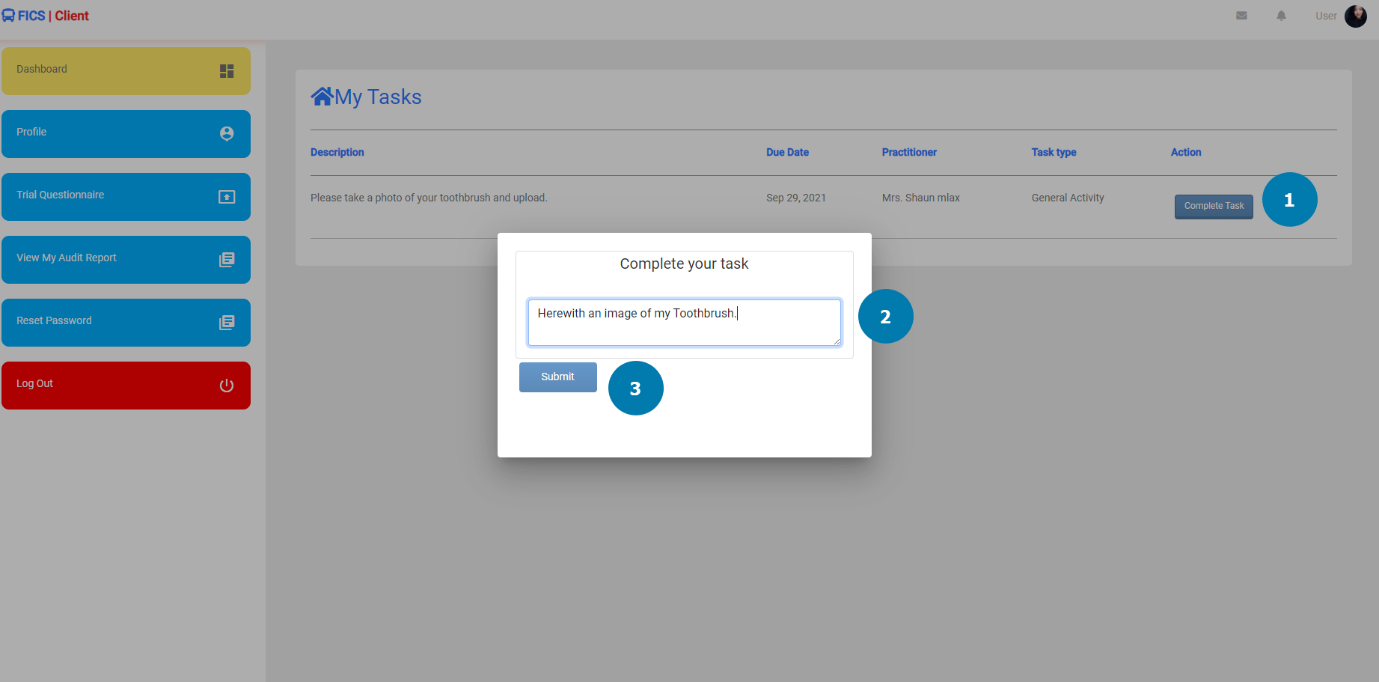 FICS | Client
User
Dashboard
Profile
Trial Questionnaire
View My Audit Report
Reset Password
Log Out
My Tasks
Description Due Date Practitioner Task type Action
Please take a photo of your toothbrush and upload. Sep 29, 2021 Mrs. Shaun mlax General Activity Complete Task 1
Complete your task
Herewith an image of my Toothbrush. 2
Submit 3